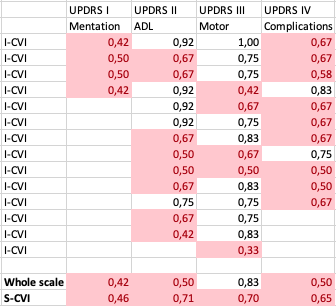 UPDRS I UPDRS II UPDRS III UPDRS IV
Mentation ADL Motor Complications
I-CVI 0,42 0,92 1,00 0,67
I-CVI 0,50 0,67 0,75 0,67
I-CVI 0,50 0,67 0,75 0,58
I-CVI 0,42 0,92 0,42 0,83
I-CVI 0,92 0,67 0,67
I-CVI 0,92 0,75 0,67
I-CVI 0,67 0,83 0,67
I-CVI 0,50 0,67 0,75
I-CVI 0,50 0,50 0,50
I-CVI 0,67 0,83 0,50
I-CVI 0,75 0,75 0,67
I-CVI 0,67 0,75
I-CVI 0,42 0,83
I-CVI 0,33
Whole scale 0,42 0,50 0,83 0,50
S-CVI 0,46 0,71 0,70 0,65